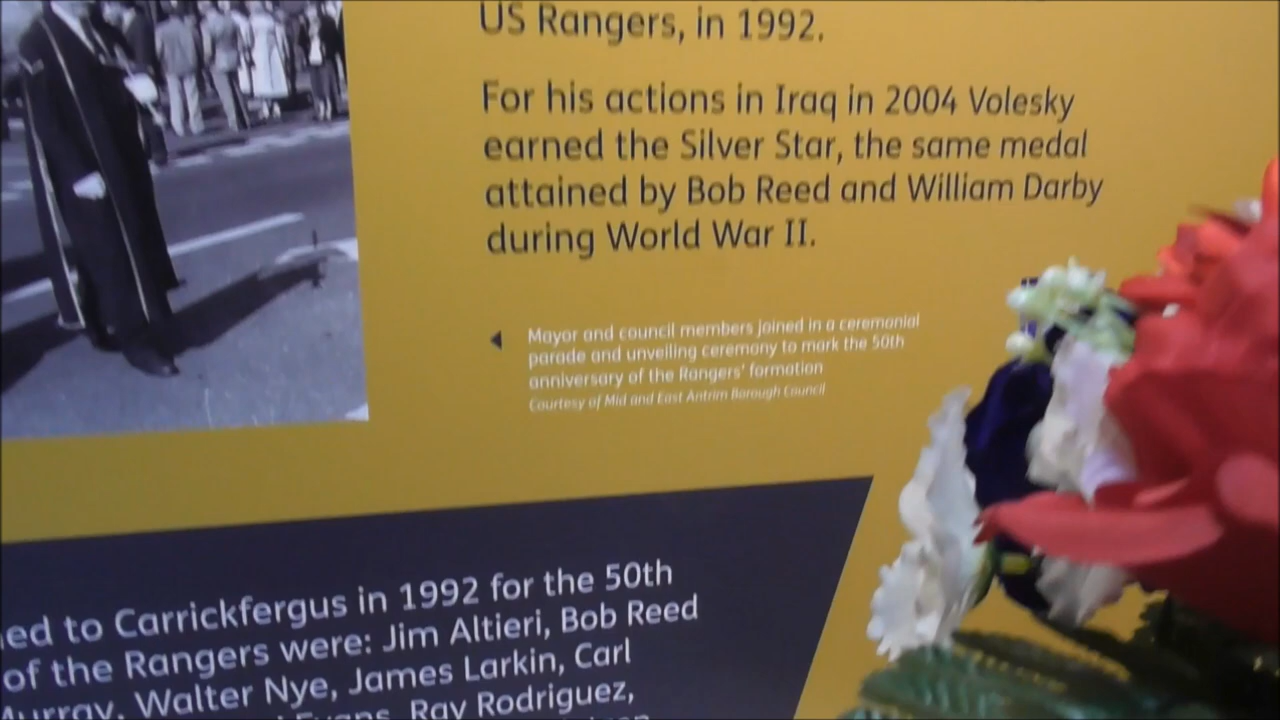 US Rangers, in 1992.
For his actions in Iraq in 2004 Volesky
earned the Silver Star, the same medal
attained by Bob Reed and William Darby
during World War II.
Mayor and council members joined in a ceremonial
parade and unveiling ceremony to mark the 50th
anniversary of the Rangers' formation
Courtesy of Mid and East Antrim Borough Council
to Carrickfergus in 1992 for the 50th
of the Rangers were: Jim Altieri, Bob Reed
Murray, Walter Nye, James Larkin, Carl
Evans, Ray Rodriguez,